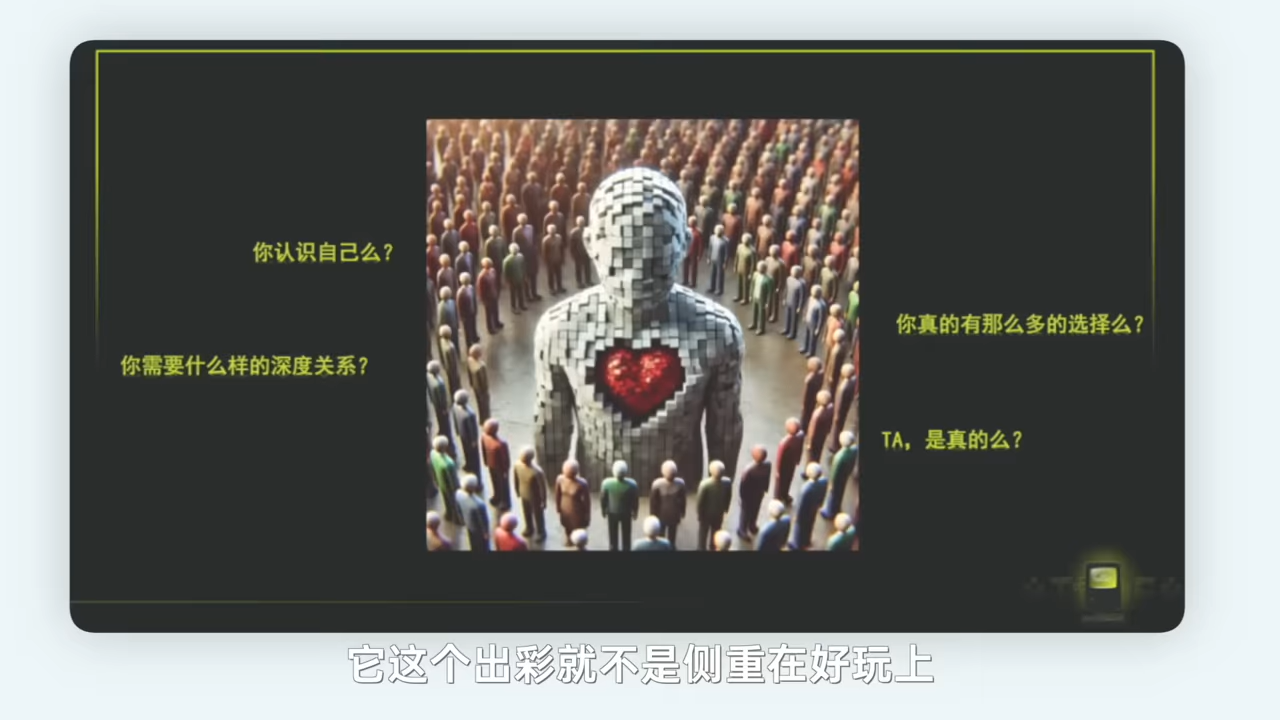 你认识自己么？
你真的有那么多的选择么？
你需要什么样的深度关系？
TA，是真的么？
它这个出彩就不是侧重在好玩上